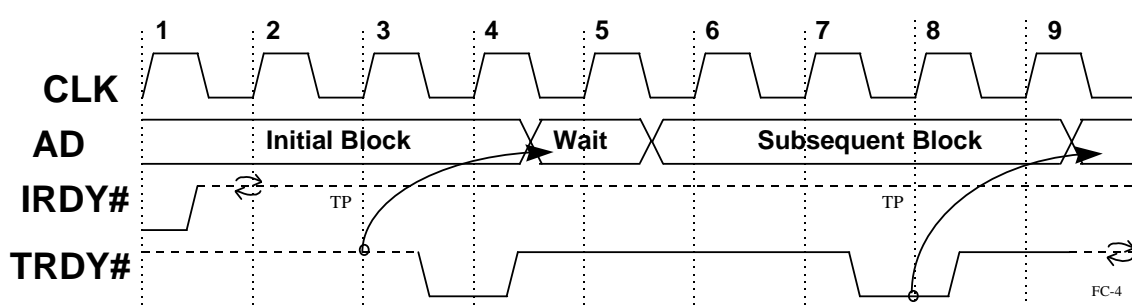 1 2 3 4 5 6 7 8 9
CLK
AD Initial Block Wait Subsequent Block
IRDY#
TP TP
TRDY#
FC-4